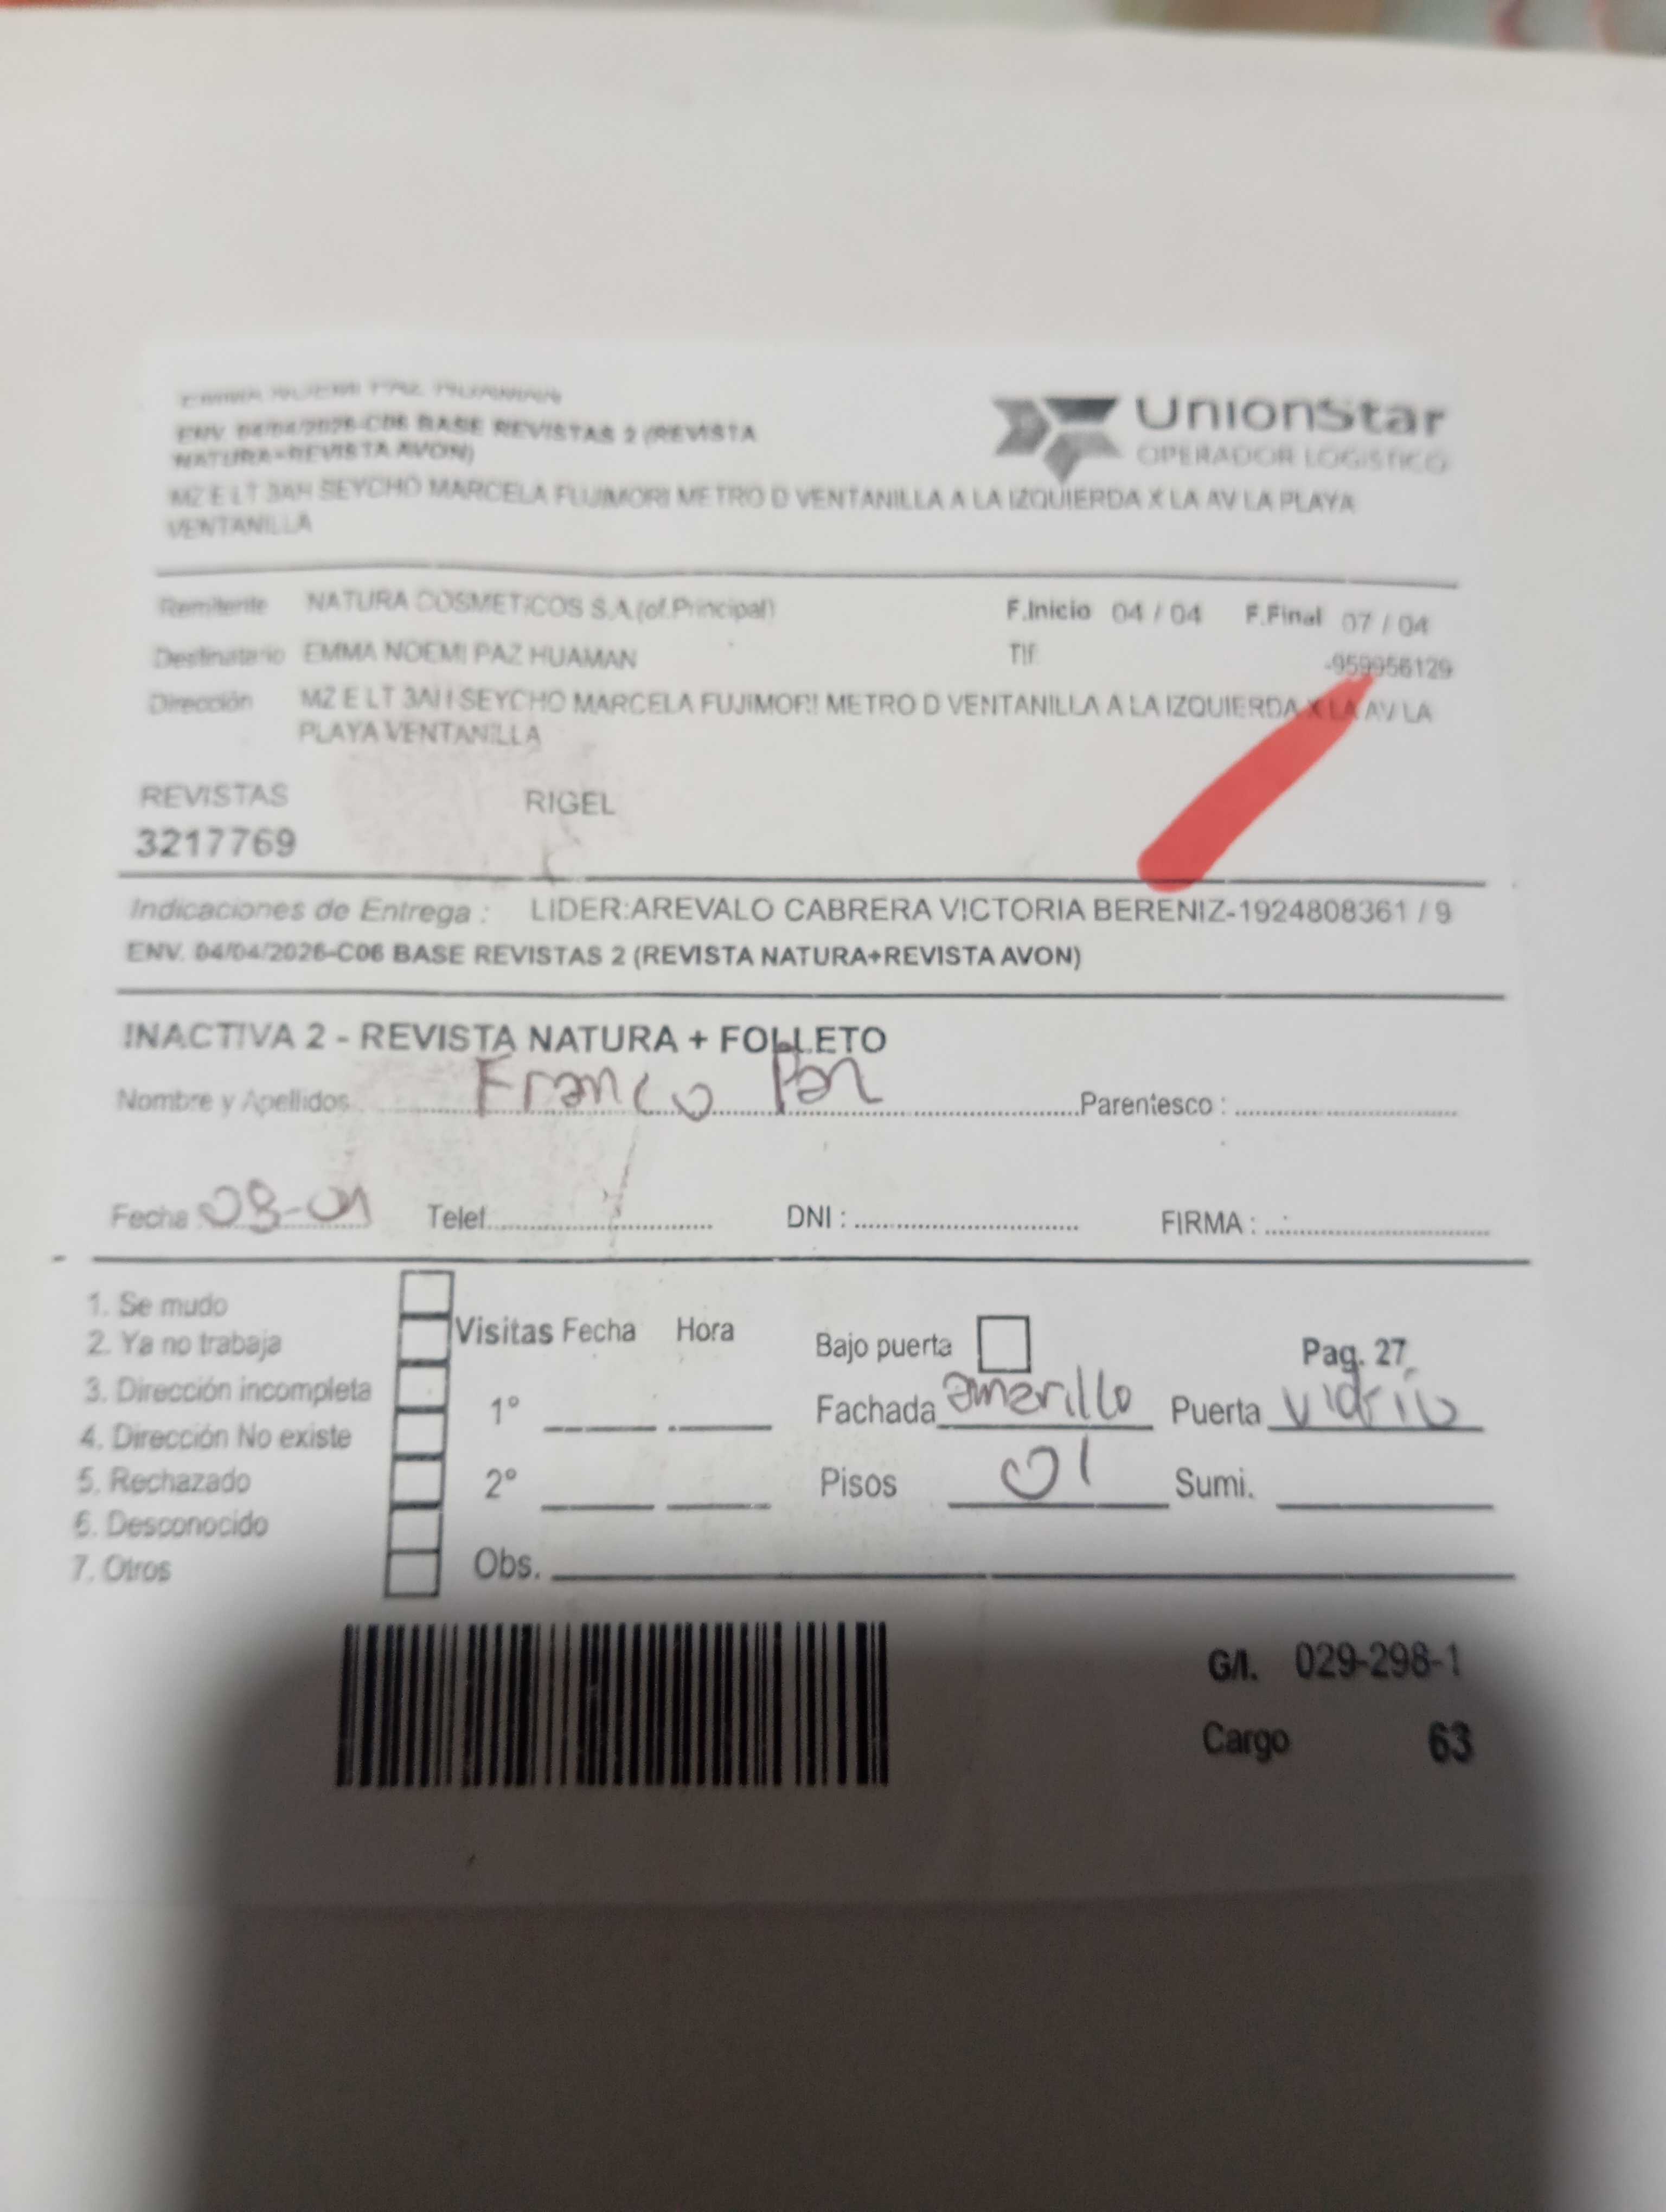 EMMA NOEMI PAZ HUAMAN
ENV. 04/04/2026-C06 BASE REVISTAS 2 (REVISTA
NATURA+REVISTA AVON)
UnionStar
OPERADOR LOGISTICO
MZ E LT 3AH SEYCHO MARCELA FUJIMORI METRO D VENTANILLA A LA IZQUIERDA X LA AV LA PLAYA
VENTANILLA
Remitente NATURA COSMETICOS S.A.(of.Principal) F.Inicio 04 / 04 F.Final 07 / 04
Destinatario EMMA NOEMI PAZ HUAMAN Tlf -959956129
Dirección MZ E LT 3AH SEYCHO MARCELA FUJIMORI METRO D VENTANILLA A LA IZQUIERDA X LA AV LA
PLAYA VENTANILLA
REVISTAS RIGEL
3217769
Indicaciones de Entrega : LIDER:AREVALO CABRERA VICTORIA BERENIZ-1924808361 / 9
ENV. 04/04/2026-C06 BASE REVISTAS 2 (REVISTA NATURA+REVISTA AVON)
INACTIVA 2 - REVISTA NATURA + FOLLETO
Nombre y Apellidos Franco Paz Parentesco :
Fecha Telef. DNI : FIRMA :
1. Se mudo
2. Ya no trabaja
3. Dirección incompleta
4. Dirección No existe
5. Rechazado
6. Desconocido
7. Otros
Visitas Fecha Hora
1°
2°
Obs.
Bajo puerta Pag. 27
Fachada amarillo Puerta vidrio
Pisos 01 Sumi.
G/I. 029-298-1
Cargo 63